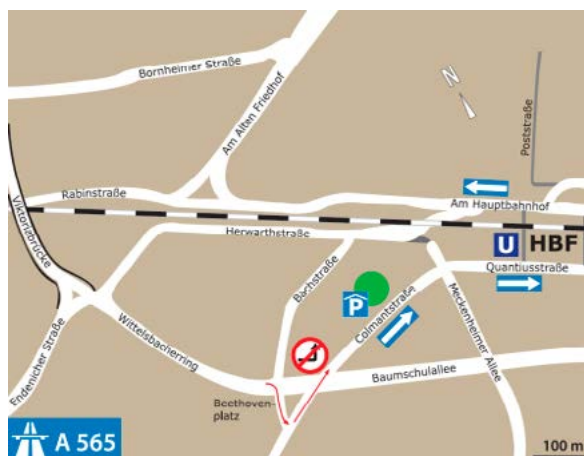 Bornheimer Straße
Am Alten Friedhof
N
Poststraße
Rabinstraße
Am Hauptbahnhof
Viktoriabrücke
Herwarthstraße
U HBF
Quantiusstraße
Bachstraße
P
Colmantstraße
Meckenheimer Allee
Endenicher Straße
Wittelsbacherring
Baumschulallee
Beethoven-
platz
A 565
100 m